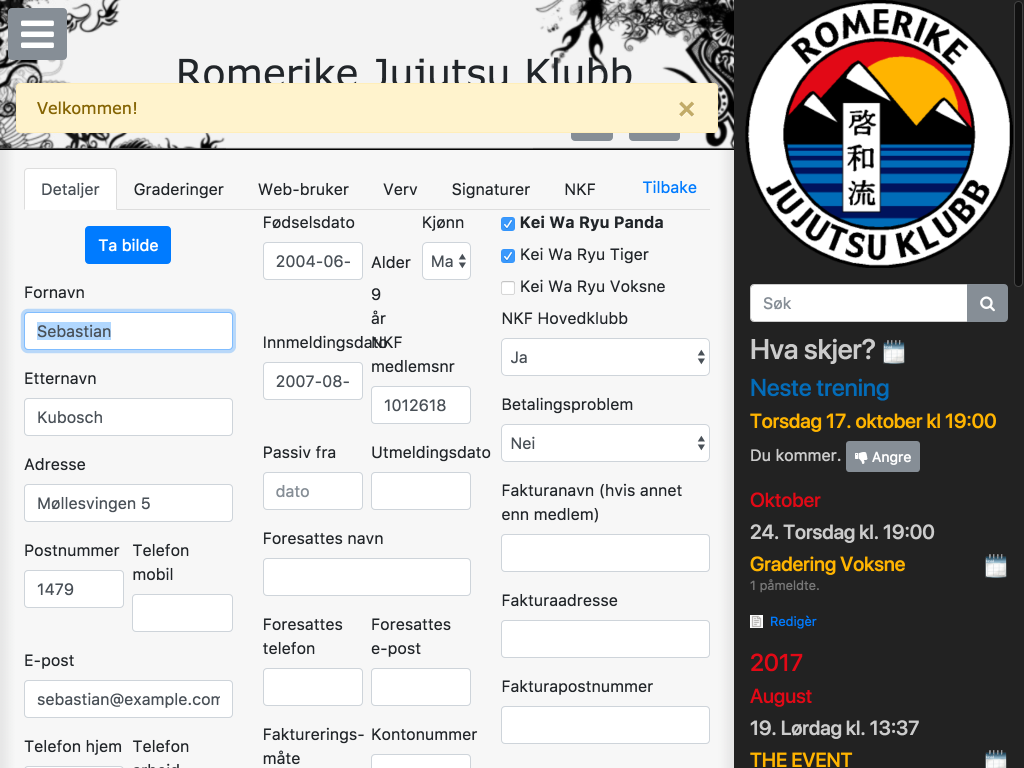 Romerike Jujutsu Klubb
Velkommen!
×
Detaljer
Graderinger
Web-bruker
Verv
Signaturer
NKF
Tilbake
Ta bilde
Fornavn
Sebastian
Etternavn
Kubosch
Adresse
Møllesvingen 5
Postnummer
1479
Telefon
mobil
E-post
sebastian@example.com
Telefon hjem
Telefon
Fødselsdato
2004-06-
Alder
9
år
Kjønn
Ma
Innmeldingsdato
2007-08-
NKF
medlemsnr
1012618
Passiv fra
dato
Utmeldingsdato
Foresattes navn
Foresattes
telefon
Foresattes
e-post
Fakturerings-
måte
Kontonummer
Kei Wa Ryu Panda
Kei Wa Ryu Tiger
Kei Wa Ryu Voksne
NKF Hovedklubb
Ja
Betalingsproblem
Nei
Fakturanavn (hvis annet
enn medlem)
Fakturaadresse
Fakturapostnummer
ROMERIKE
啓和流
JUJUTSU KLUBB
Søk
Hva skjer?
Neste trening
Torsdag 17. oktober kl 19:00
Du kommer.
Angre
Oktober
24. Torsdag kl. 19:00
Gradering Voksne
1 påmeldte.
Redigèr
2017
August
19. Lørdag kl. 13:37
THE EVENT